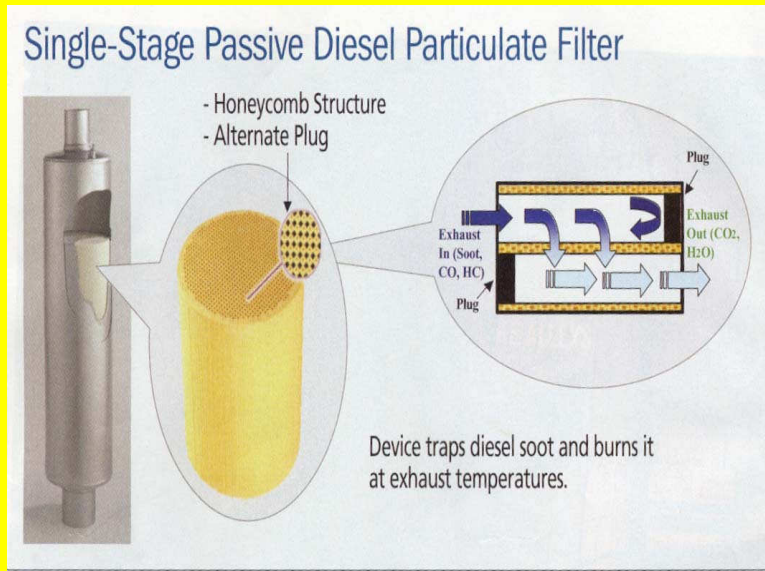 Single-Stage Passive Diesel Particulate Filter
- Honeycomb Structure
- Alternate Plug
Plug
Exhaust
In (Soot,
CO, HC)
Exhaust
Out (CO2,
H2O)
Plug
Device traps diesel soot and burns it
at exhaust temperatures.